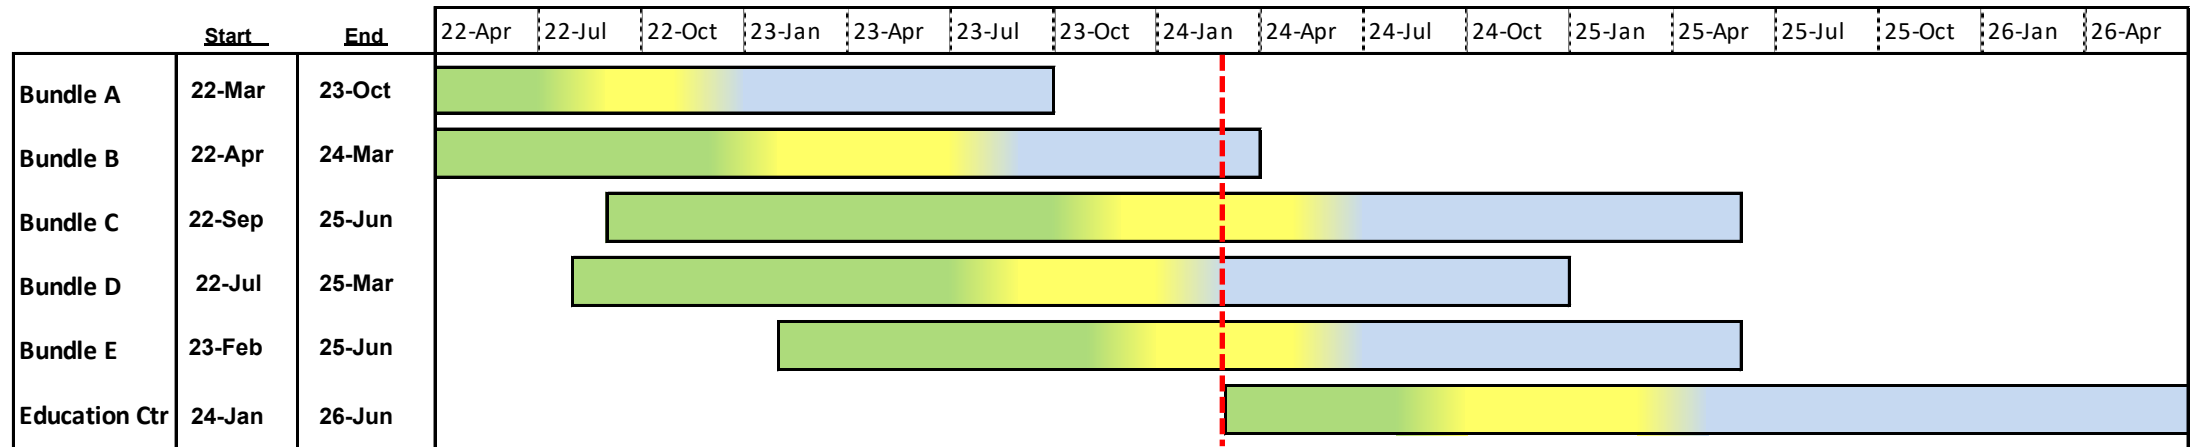 Start End 22-Apr 22-Jul 22-Oct 23-Jan 23-Apr 23-Jul 23-Oct 24-Jan 24-Apr 24-Jul 24-Oct 25-Jan 25-Apr 25-Jul 25-Oct 26-Jan 26-Apr
Bundle A 22-Mar 23-Oct
Bundle B 22-Apr 24-Mar
Bundle C 22-Sep 25-Jun
Bundle D 22-Jul 25-Mar
Bundle E 23-Feb 25-Jun
Education Ctr 24-Jan 26-Jun